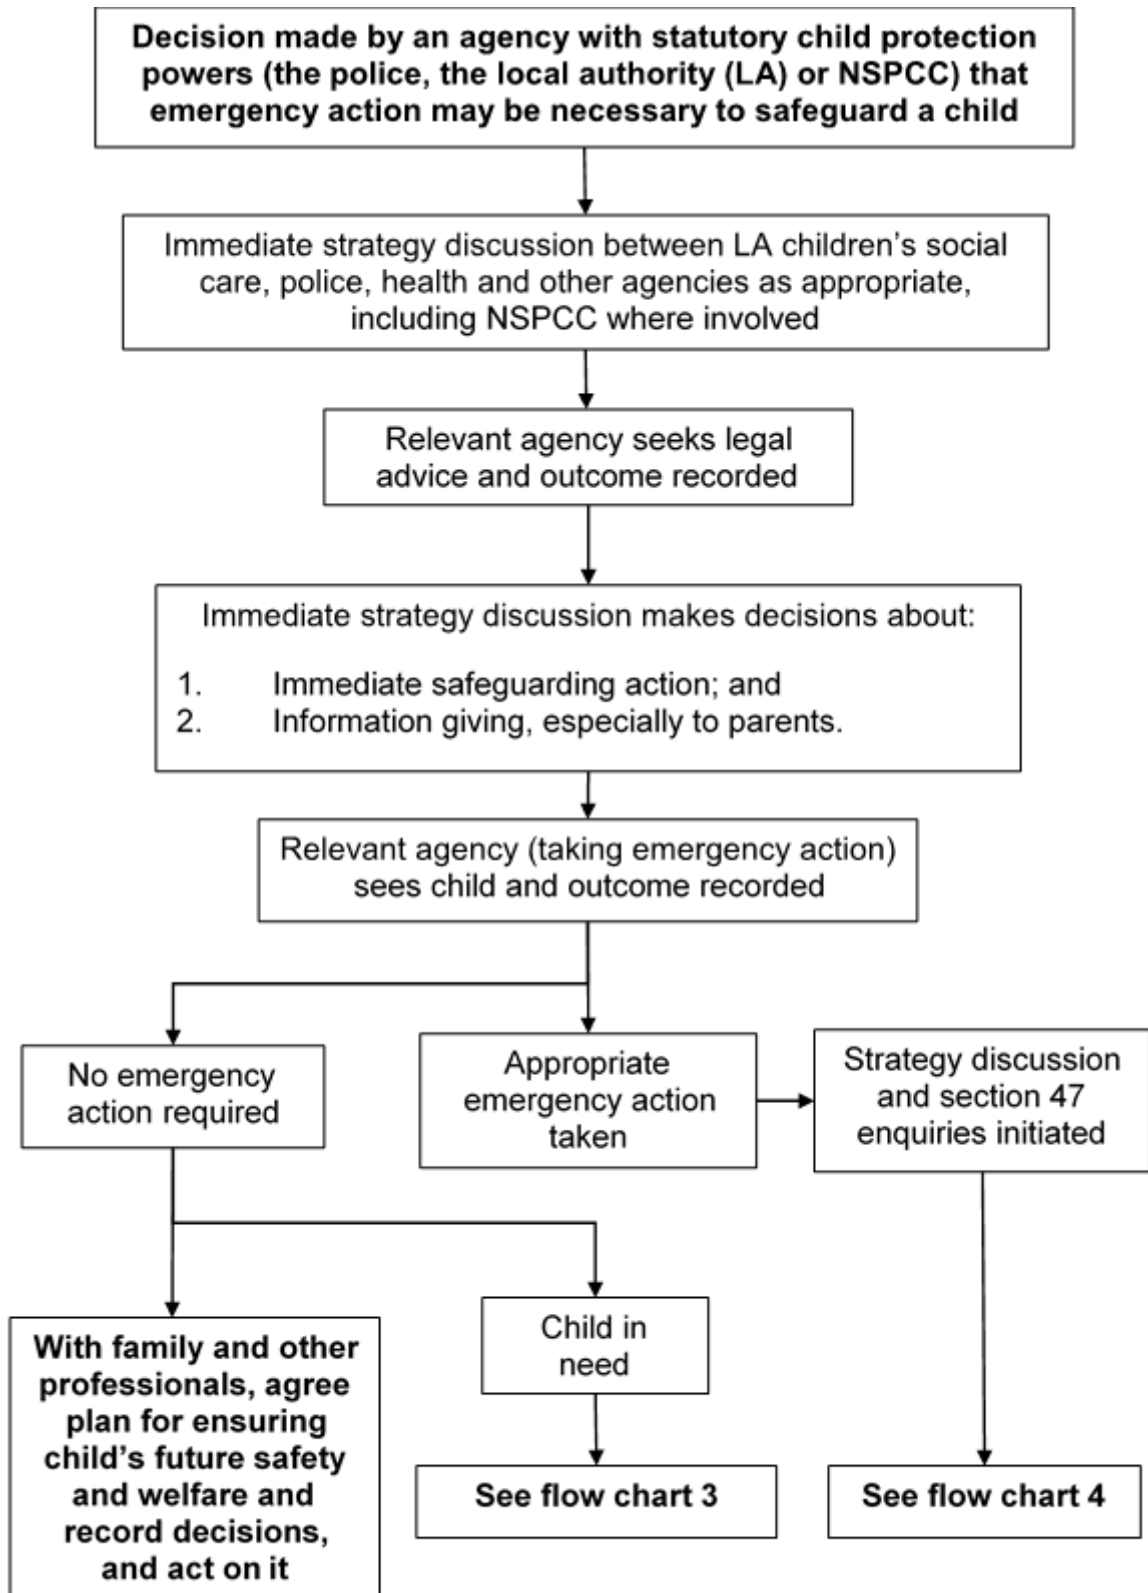 Decision made by an agency with statutory child protection
powers (the police, the local authority (LA) or NSPCC) that
emergency action may be necessary to safeguard a child
Immediate strategy discussion between LA children's social
care, police, health and other agencies as appropriate,
including NSPCC where involved
Relevant agency seeks legal
advice and outcome recorded
Immediate strategy discussion makes decisions about:
1. Immediate safeguarding action; and
2. Information giving, especially to parents.
Relevant agency (taking emergency action)
sees child and outcome recorded
No emergency
action required
Appropriate
emergency action
taken
Strategy discussion
and section 47
enquiries initiated
With family and other
professionals, agree
plan for ensuring
child's future safety
and welfare and
record decisions,
and act on it
Child in
need
See flow chart 3
See flow chart 4